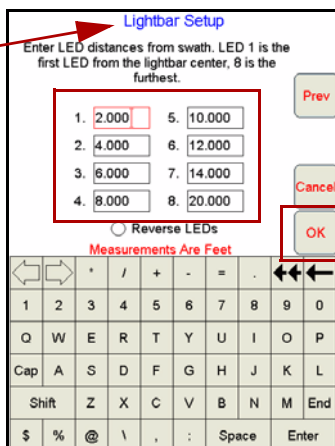 Lightbar Setup
Enter LED distances from swath. LED 1 is the
first LED from the lightbar center, 8 is the
furthest.
Prev
1. 2.000 5. 10.000
2. 4.000 6. 12.000
3. 6.000 7. 14.000
4. 8.000 8. 20.000
Cancel
OK
Reverse LEDs
Measurements Are Feet
* / + - = .
1 2 3 4 5 6 7 8 9 0
Q W E R T Y U I O P
Cap A S D F G H J K L
Shift Z X C V B N M End
$ % @ \ , : Space Enter